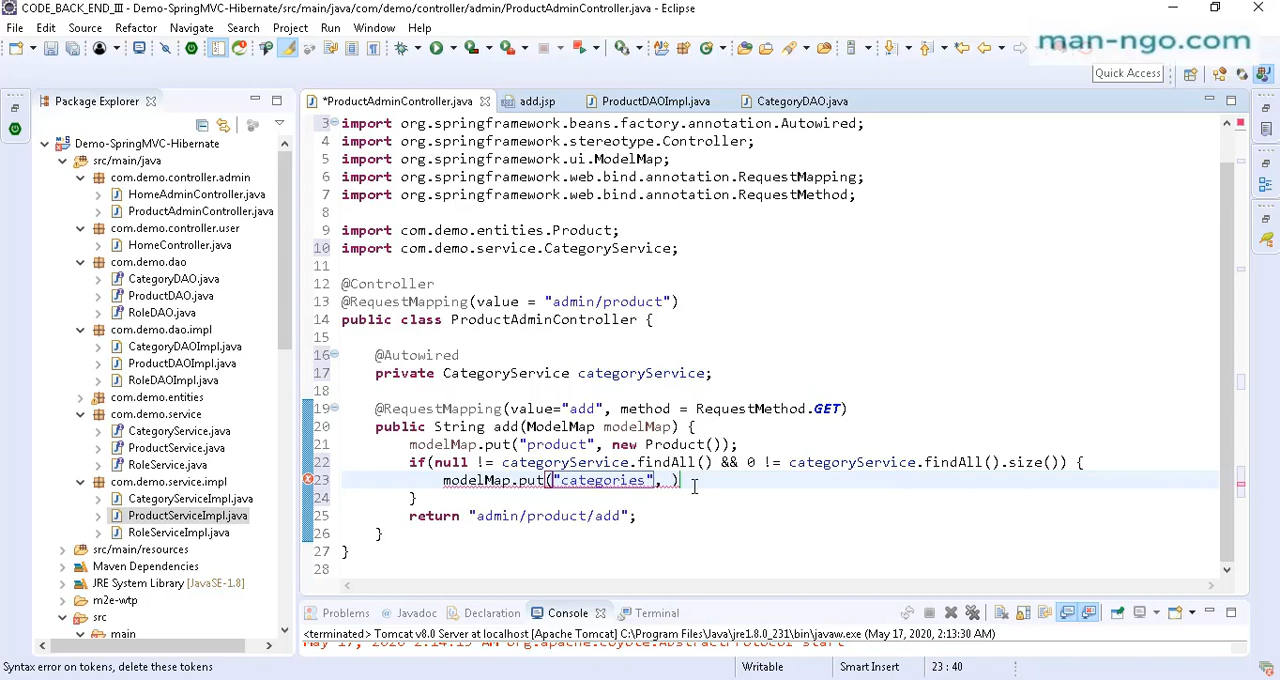 CODE_BACK_END_III - Demo-SpringMVC-Hibernate/src/main/java/com/demo/controller/admin/ProductAdminController.java - Eclipse
File Edit Source Refactor Navigate Search Project Run Window Help
man-ngo.com
Quick Access
Package Explorer
*ProductAdminController.java add.jsp ProductDAOImpl.java CategoryDAO.java
Demo-SpringMVC-Hibernate
src/main/java
com.demo.controller.admin
HomeAdminController.java
ProductAdminController.java
com.demo.controller.user
HomeController.java
com.demo.dao
CategoryDAO.java
ProductDAO.java
RoleDAO.java
com.demo.dao.impl
CategoryDAOImpl.java
ProductDAOImpl.java
RoleDAOImpl.java
com.demo.entities
com.demo.service
CategoryService.java
ProductService.java
RoleService.java
com.demo.service.impl
CategoryServiceImpl.java
ProductServiceImpl.java
RoleServiceImpl.java
src/main/resources
Maven Dependencies
JRE System Library [JavaSE-1.8]
m2e-wtp
src
main
3 import org.springframework.beans.factory.annotation.Autowired;
4 import org.springframework.stereotype.Controller;
5 import org.springframework.ui.ModelMap;
6 import org.springframework.web.bind.annotation.RequestMapping;
7 import org.springframework.web.bind.annotation.RequestMethod;
8
9 import com.demo.entities.Product;
10 import com.demo.service.CategoryService;
11
12 @Controller
13 @RequestMapping(value = "admin/product")
14 public class ProductAdminController {
15
16 @Autowired
17 private CategoryService categoryService;
18
19 @RequestMapping(value="add", method = RequestMethod.GET)
20 public String add(ModelMap modelMap) {
21 modelMap.put("product", new Product());
22 if(null != categoryService.findAll() && 0 != categoryService.findAll().size()) {
23 modelMap.put("categories", )
24 }
25 return "admin/product/add";
26 }
27 }
28
Problems Javadoc Declaration Console Terminal
<terminated> Tomcat v8.0 Server at localhost [Apache Tomcat] C:\Program Files\Java\jre1.8.0_231\bin\javaw.exe (May 17, 2020, 2:13:30 AM)
Syntax error on tokens, delete these tokens Writable Smart Insert 23 : 40